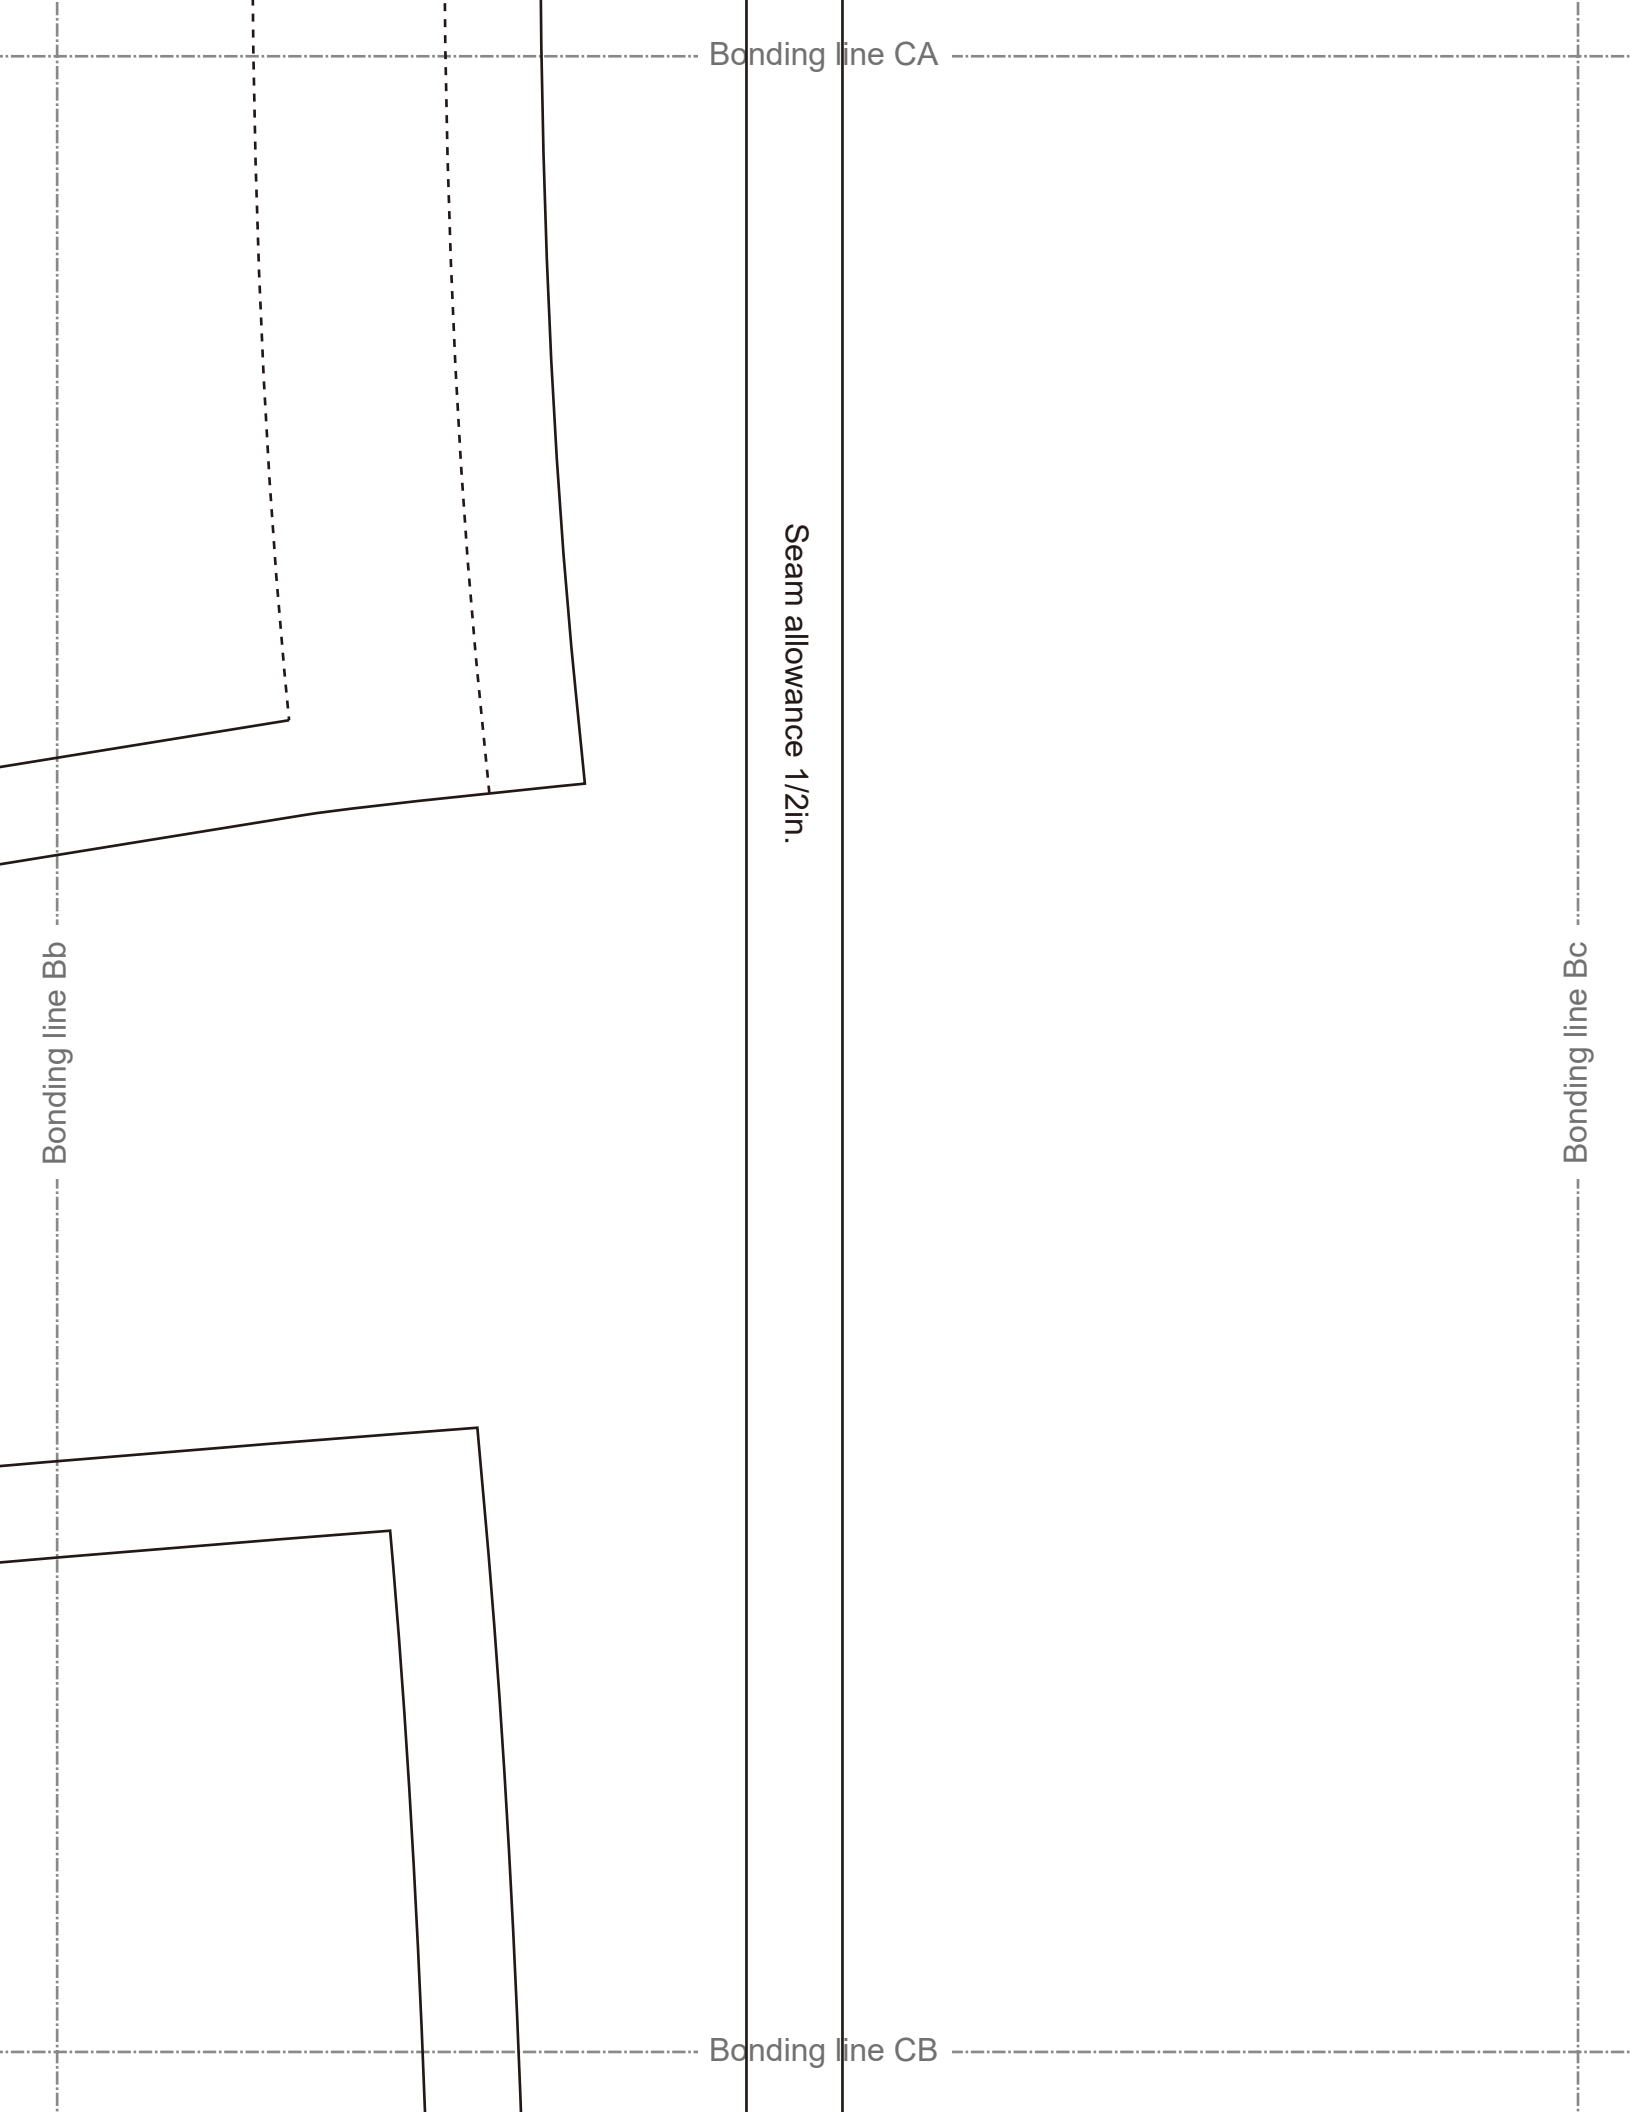 Bonding line CA
Seam allowance 1/2in.
Bonding line Bb
Bonding line Bc
Bonding line CB